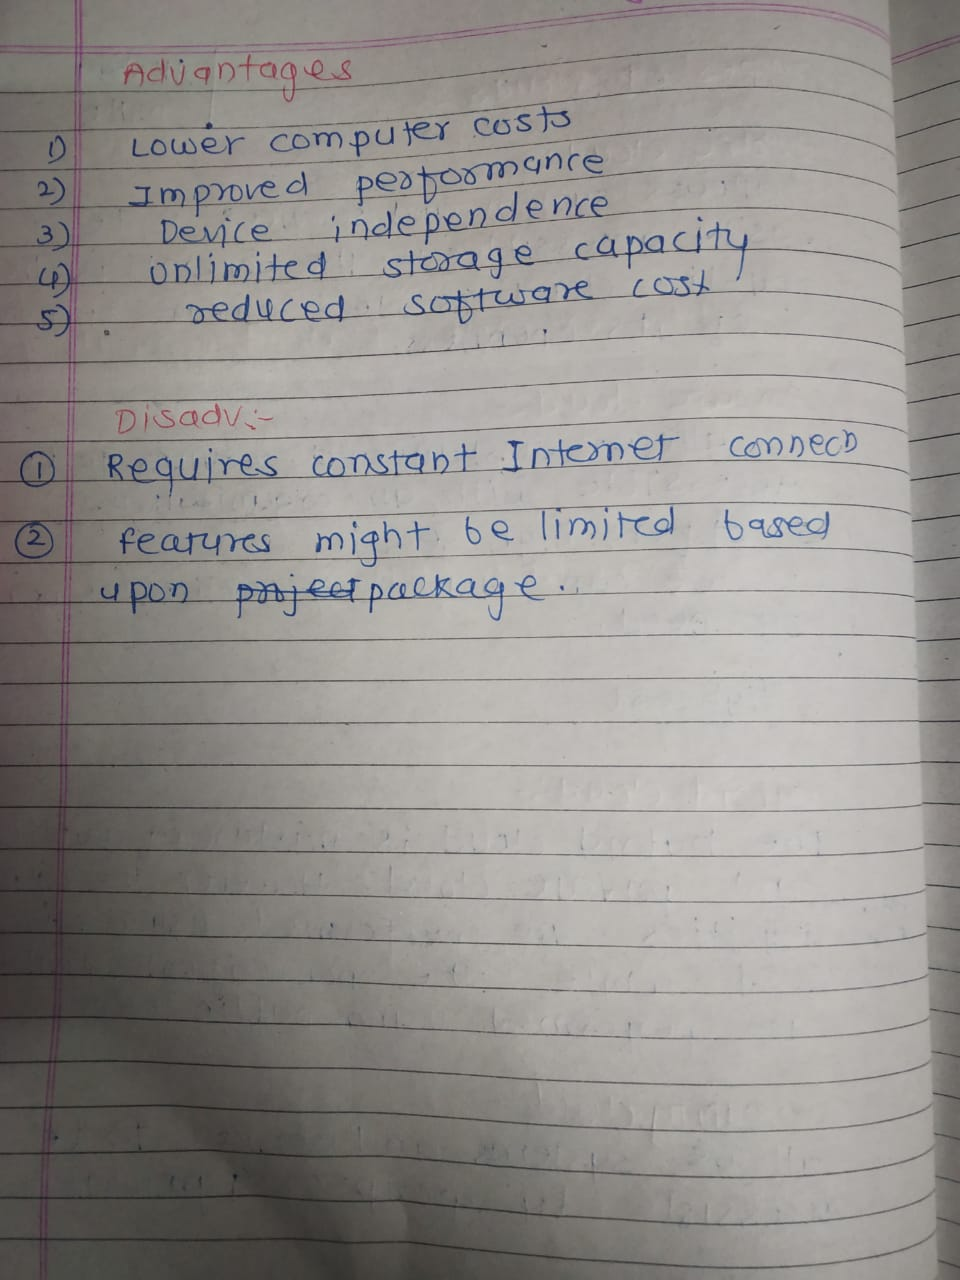 Advantages
1) Lower computer costs
2) Improved performance
3) Device independence
4) Unlimited storage capacity
5) reduced software cost
Disadv:-
① Requires constant Internet connecn
② features might be limited based
upon project package.